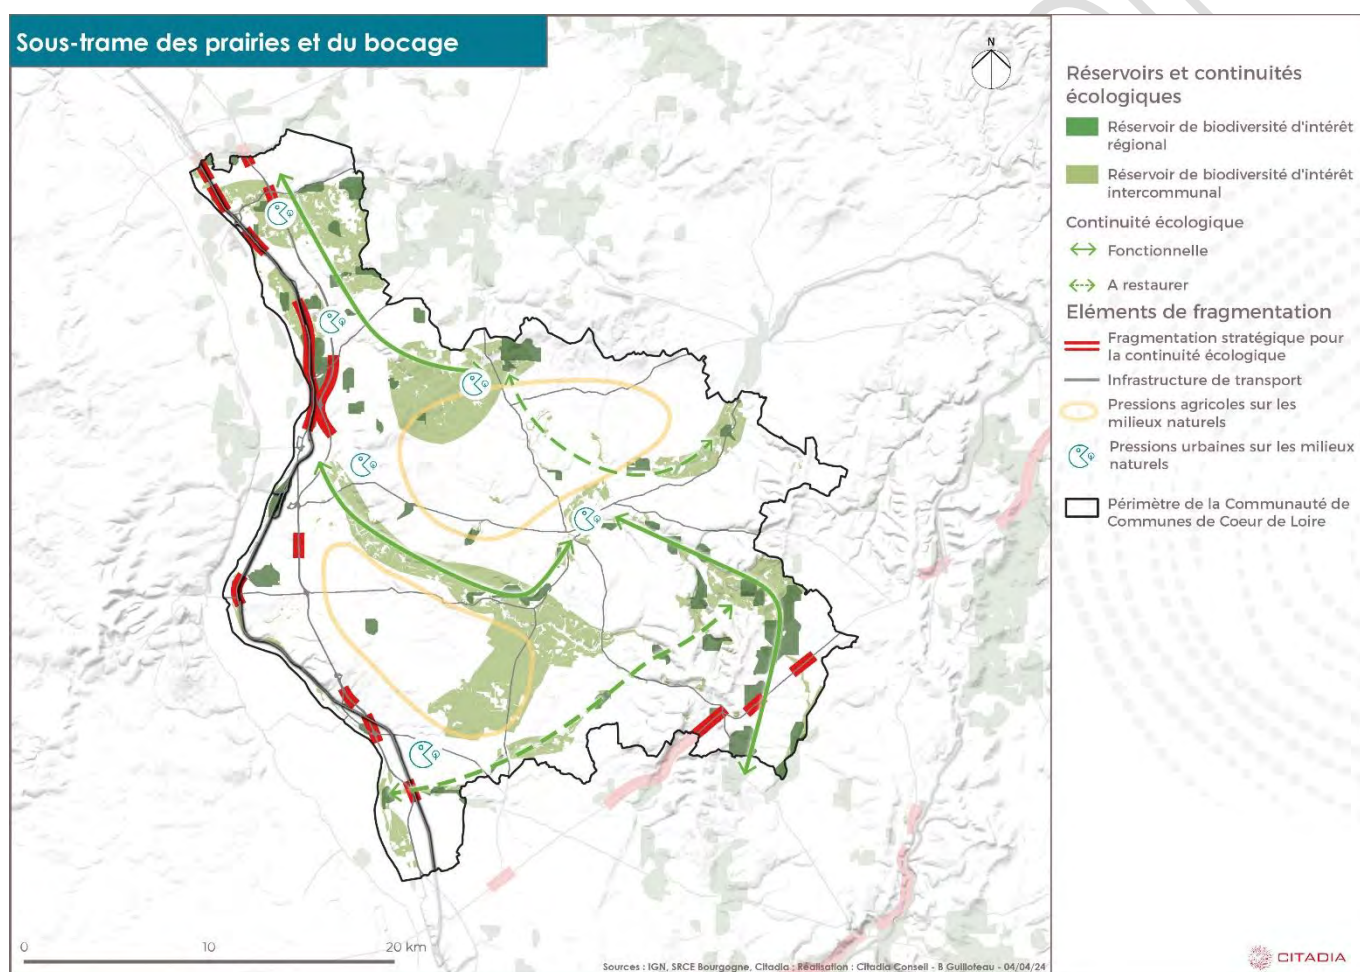 Sous-trame des prairies et du bocage
N
Réservoirs et continuités
écologiques
Réservoir de biodiversité d'intérêt
régional
Réservoir de biodiversité d'intérêt
intercommunal
Continuité écologique
Fonctionnelle
A restaurer
Eléments de fragmentation
Fragmentation stratégique pour
la continuité écologique
Infrastructure de transport
Pressions agricoles sur les
milieux naturels
Pressions urbaines sur les milieux
naturels
Périmètre de la Communauté de
Communes de Coeur de Loire
0 10 20 km
Sources : IGN, SRCE Bourgogne, Citadia ; Réalisation : Citadia Conseil - B Guilloteau - 04/04/24
CITADIA